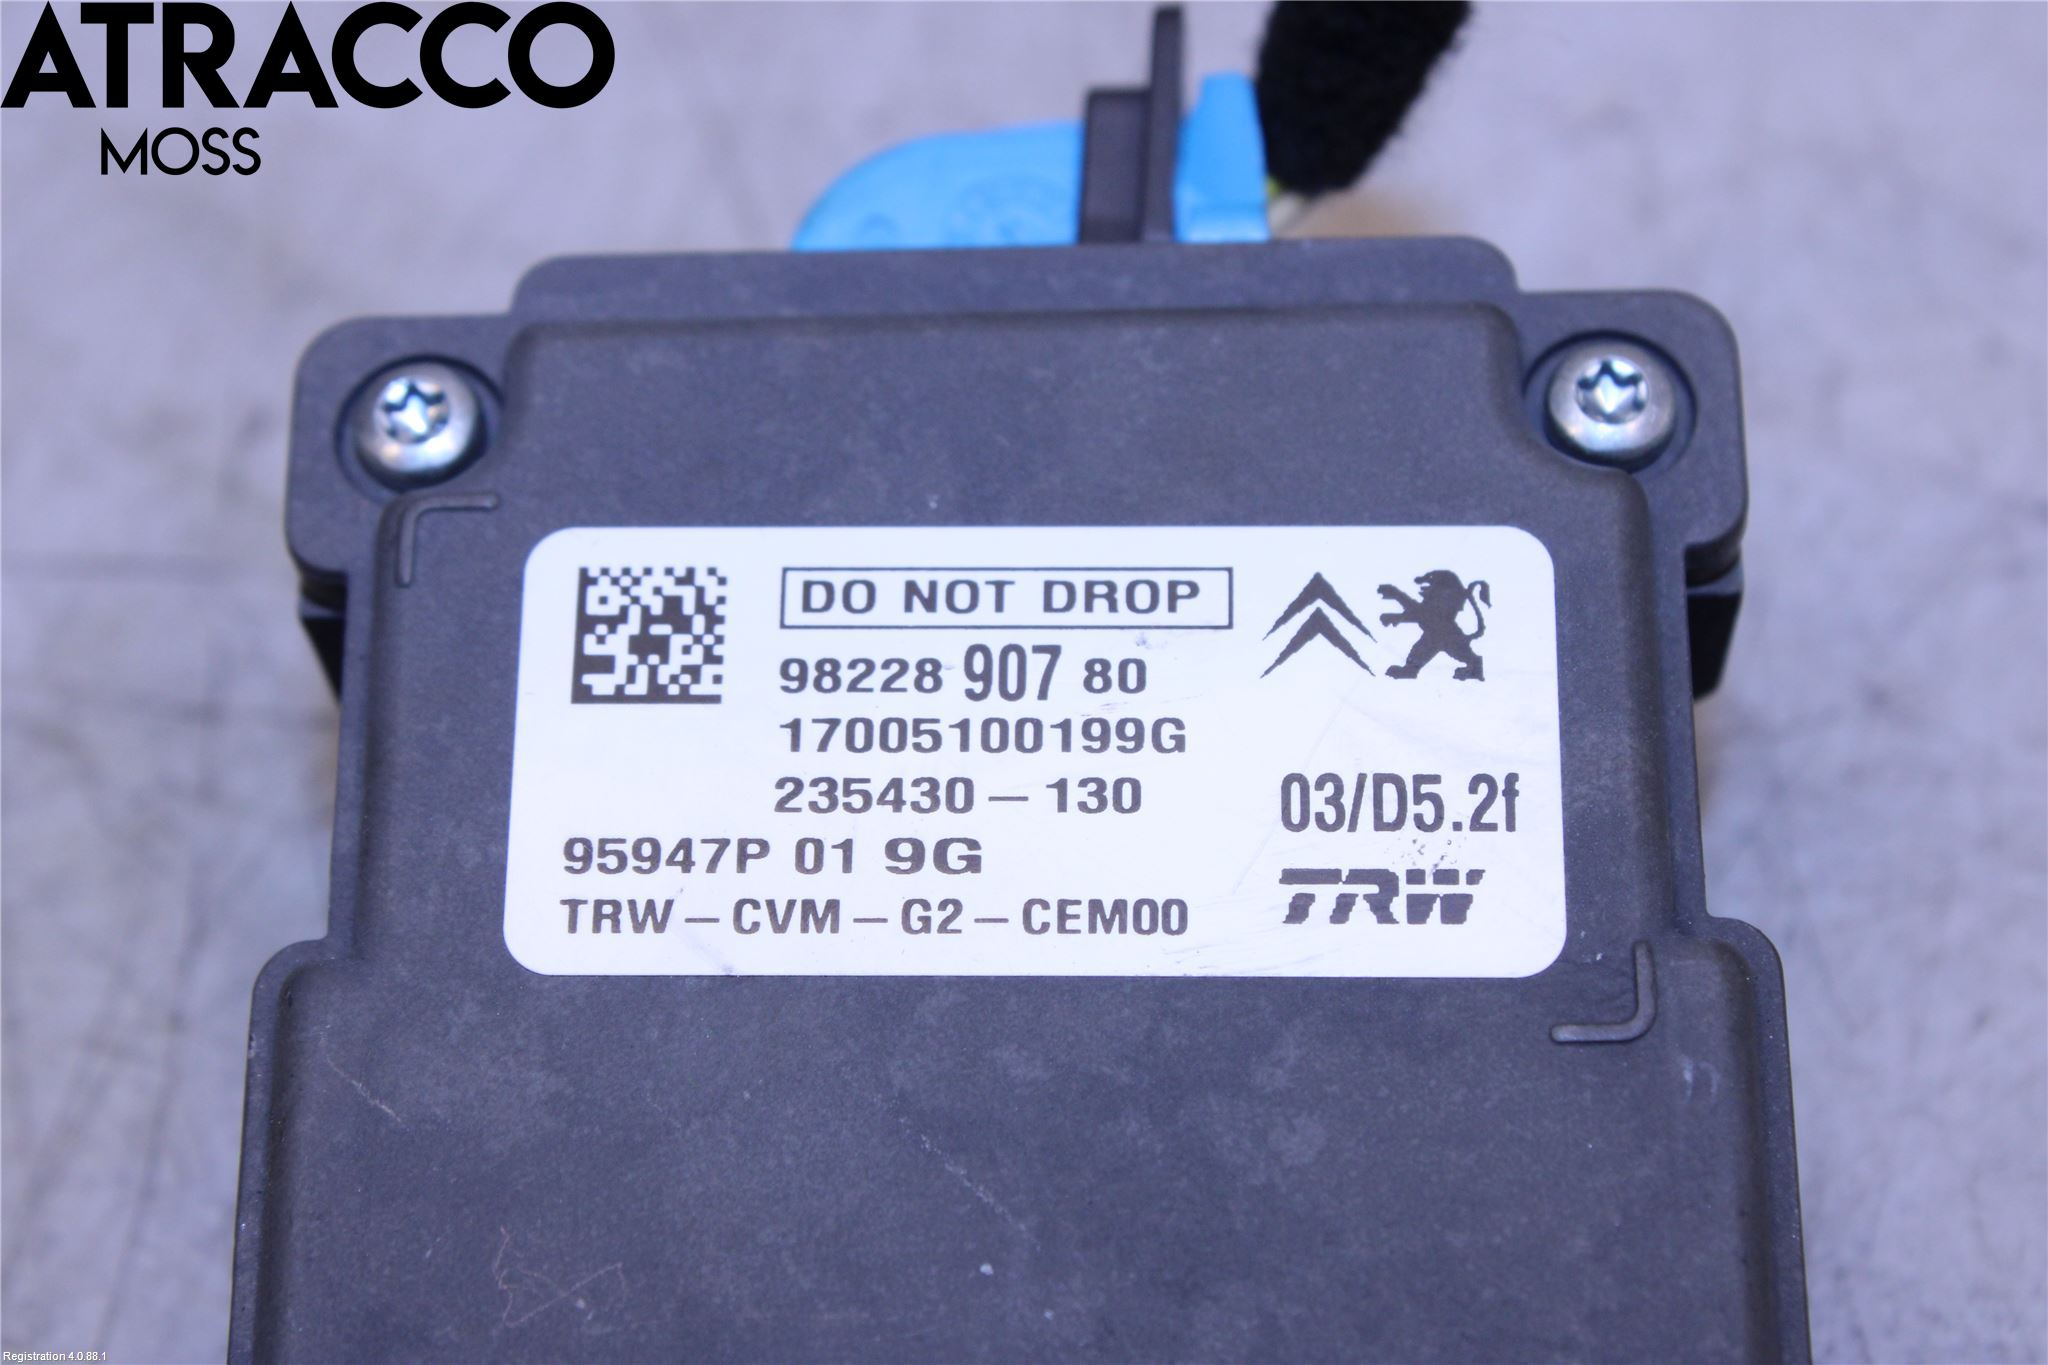 ATRACCO
MOSS
DO NOT DROP
98228 907 80
17005100199G
235430-130
03/D5.2f
95947P 01 9G
TRW-CVM-G2-CEM00
TRW
Registration 4.0.88.1